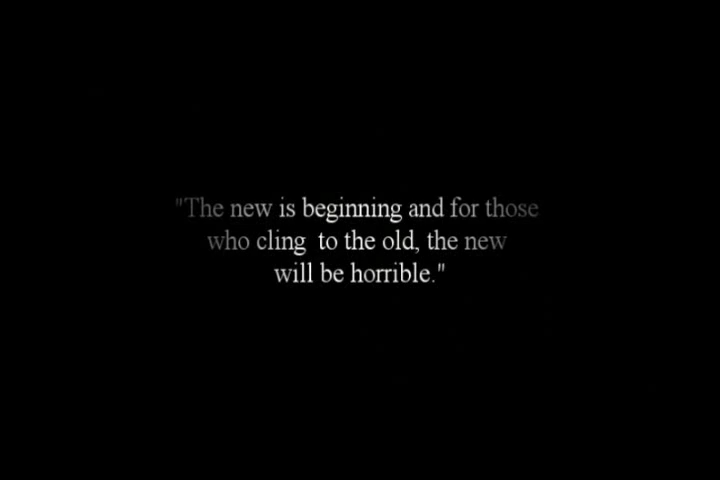 "The new is beginning and for those
who cling  to the old, the new
will be horrible."